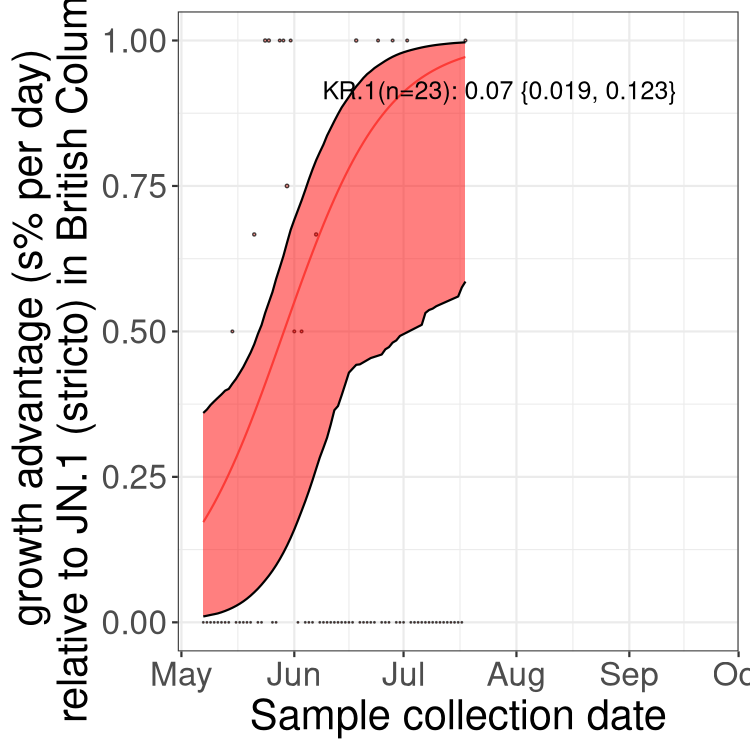 growth advantage (s% per day)
relative to JN.1 (stricto) in British Colum
1.00
0.75
0.50
0.25
0.00
KR.1(n=23): 0.07 {0.019, 0.123}
May Jun Jul Aug Sep Oc
Sample collection date